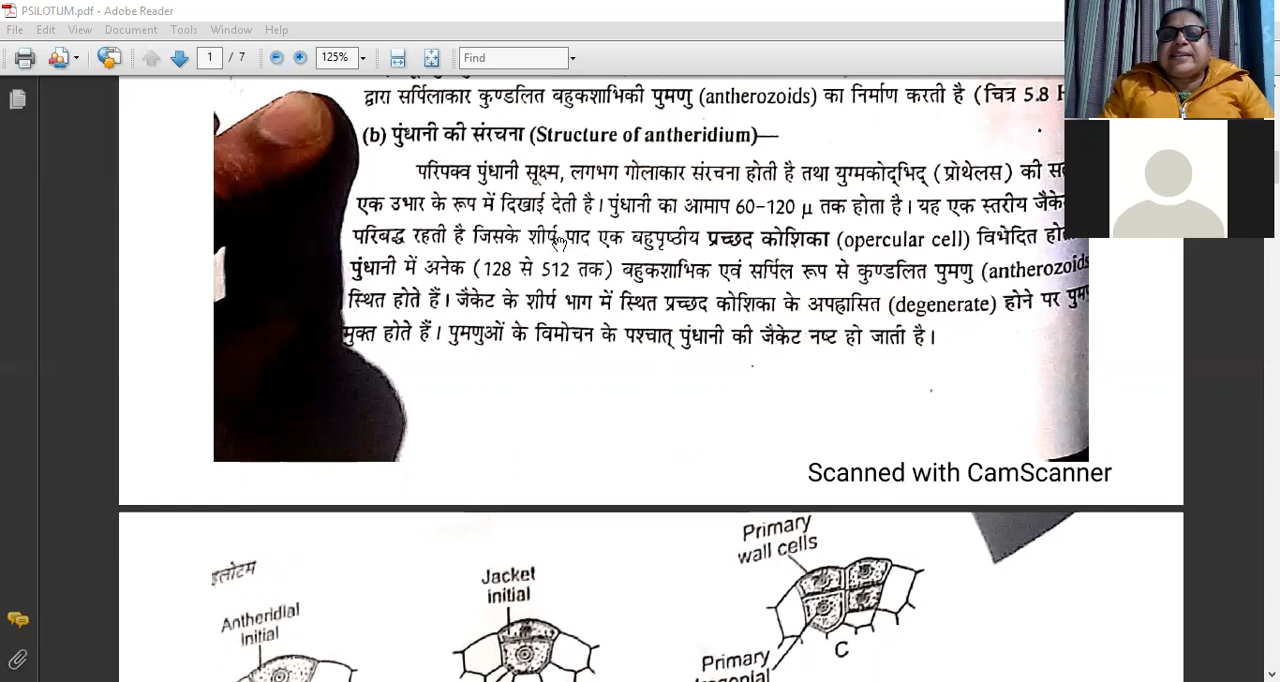 PSILOTUM.pdf - Adobe Reader
File Edit View Document Tools Window Help
1 / 7 125% Find
द्वारा सर्पिलाकार कुण्डलित बहुकशाभिकी पुमणु (antherozoids) का निर्माण करती है (चित्र 5.8
(b) पुंधानी की संरचना (Structure of antheridium)—
परिपक्व पुंधानी सूक्ष्म, लगभग गोलाकार संरचना होती है तथा युग्मकोद्भिद् (प्रोथेलस) की
एक उभार के रूप में दिखाई देती है। पुंधानी का आमाप 60-120 µ तक होता है। यह एक स्तरीय
परिबद्ध रहती है जिसके शीर्ष पाद एक बहुपृष्ठीय प्रच्छद कोशिका (opercular cell) विभेदित
पुंधानी में अनेक (128 से 512 तक) बहुकशाभिक एवं सर्पिल रूप से कुण्डलित पुमणु (antherozoids
स्थित होते हैं। जैकेट के शीर्ष भाग में स्थित प्रच्छद कोशिका के अपह्रासित (degenerate) होने पर
मुक्त होते हैं। पुमणुओं के विमोचन के पश्चात् पुंधानी की जैकेट नष्ट हो जाती है।
Scanned with CamScanner
Primary
wall cells
Jacket
initial
Antheridial
initial
C
Primary